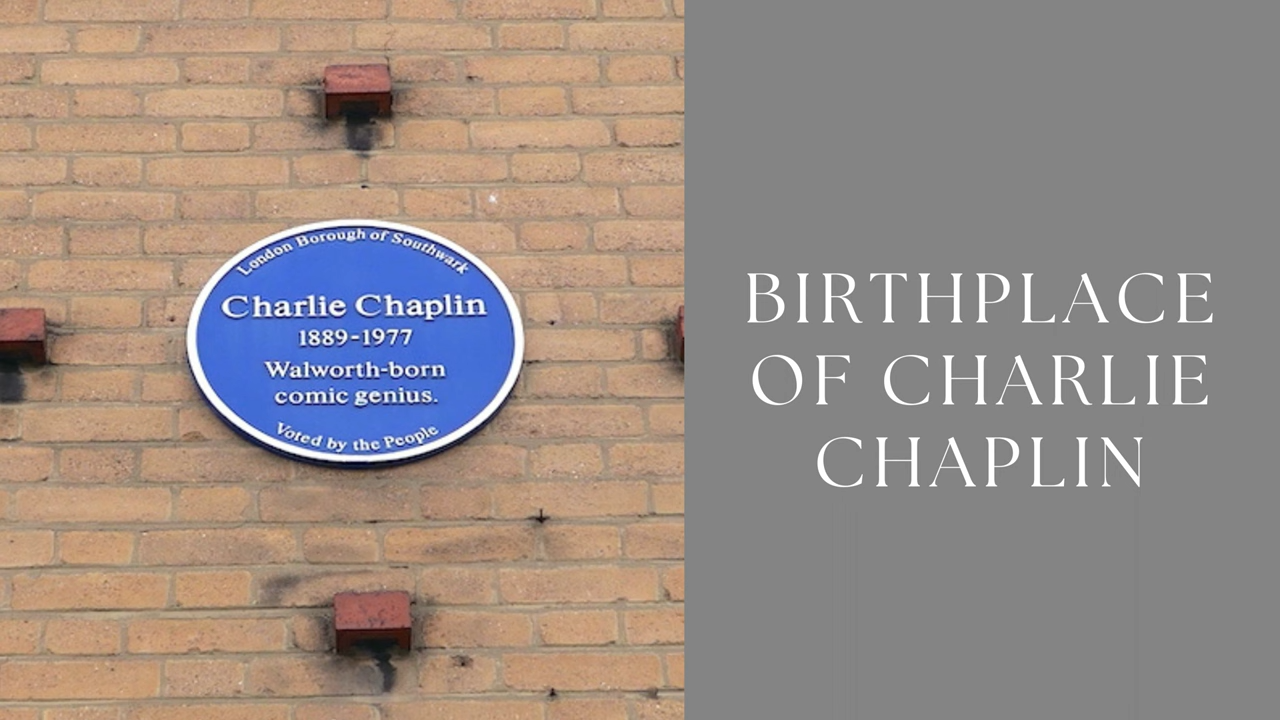 London Borough of Southwark
Charlie Chaplin
1889-1977
Walworth-born
comic genius.
Voted by the People
BIRTHPLACE
OF CHARLIE
CHAPLIN